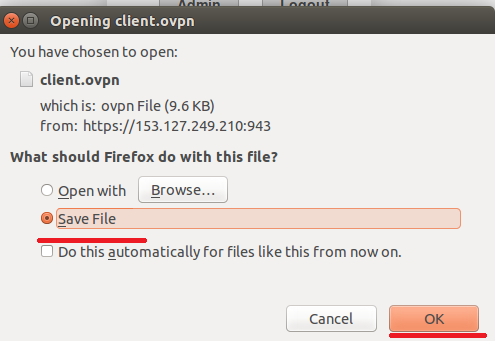 Admin Logout
Opening client.ovpn
You have chosen to open:
client.ovpn
which is: ovpn File (9.6 KB)
from: https://153.127.249.210:943
What should Firefox do with this file?
Open with Browse...
Save File
Do this automatically for files like this from now on.
Cancel OK